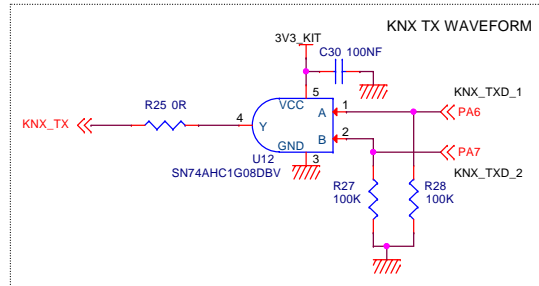 KNX TX WAVEFORM
3V3_KIT
C30 100NF
5
VCC
R25 0R
KNX_TX
4
Y
A
1
KNX_TXD_1
PA6
B
2
PA7
GND
3
U12
SN74AHC1G08DBV
KNX_TXD_2
R27
100K
R28
100K